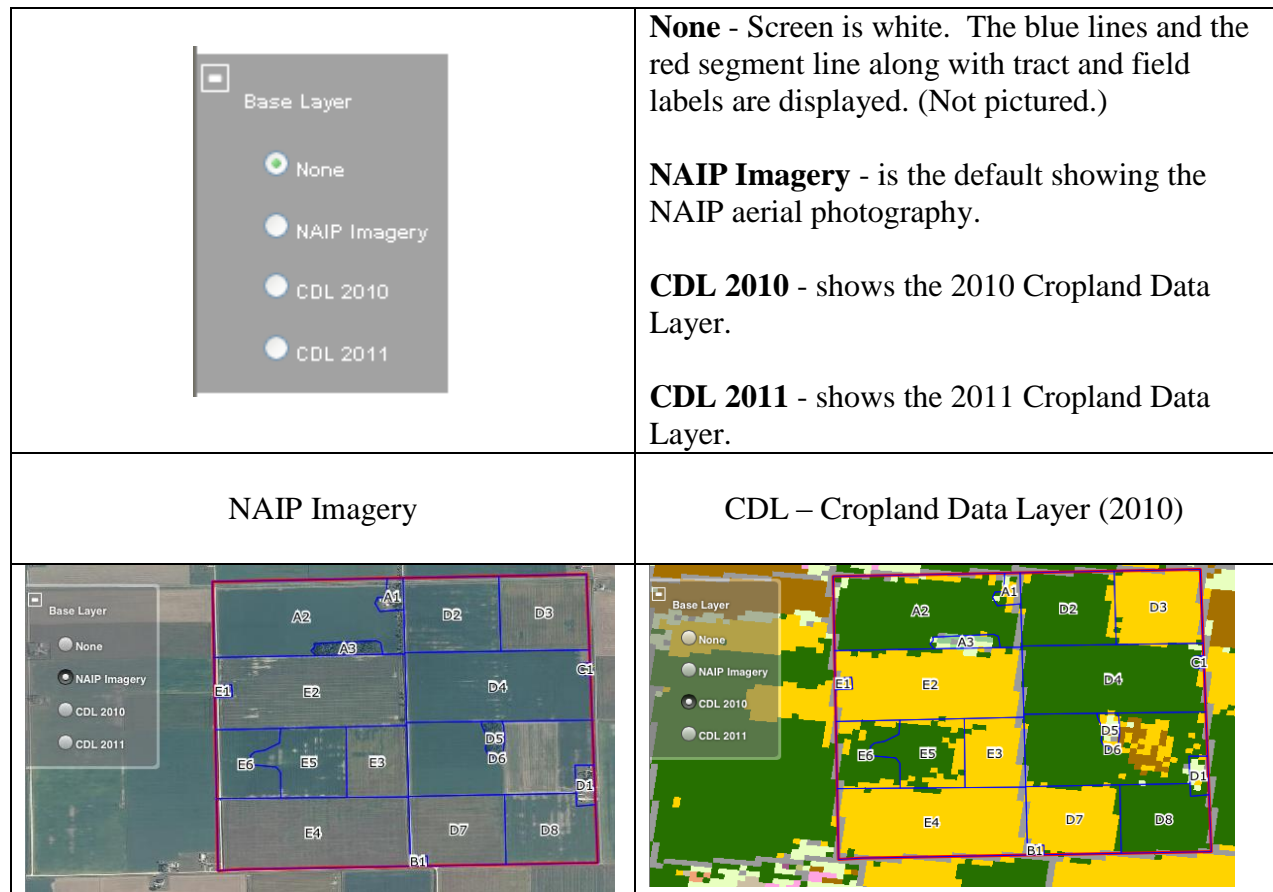 Base Layer
None
NAIP Imagery
CDL 2010
CDL 2011
None - Screen is white.  The blue lines and the
red segment line along with tract and field
labels are displayed. (Not pictured.)
NAIP Imagery - is the default showing the
NAIP aerial photography.
CDL 2010 - shows the 2010 Cropland Data
Layer.
CDL 2011 - shows the 2011 Cropland Data
Layer.
NAIP Imagery
CDL – Cropland Data Layer (2010)
Base Layer
None
NAIP Imagery
CDL 2010
CDL 2011
A1
A2
D2
D3
A3
C1
E1
E2
D4
D5
E6
E5
E3
D6
D1
E4
D7
D8
B1
Base Layer
None
NAIP Imagery
CDL 2010
CDL 2011
A1
A2
D2
D3
A3
C1
E1
E2
D4
D5
E6
E5
E3
D6
D1
E4
D7
D8
B1